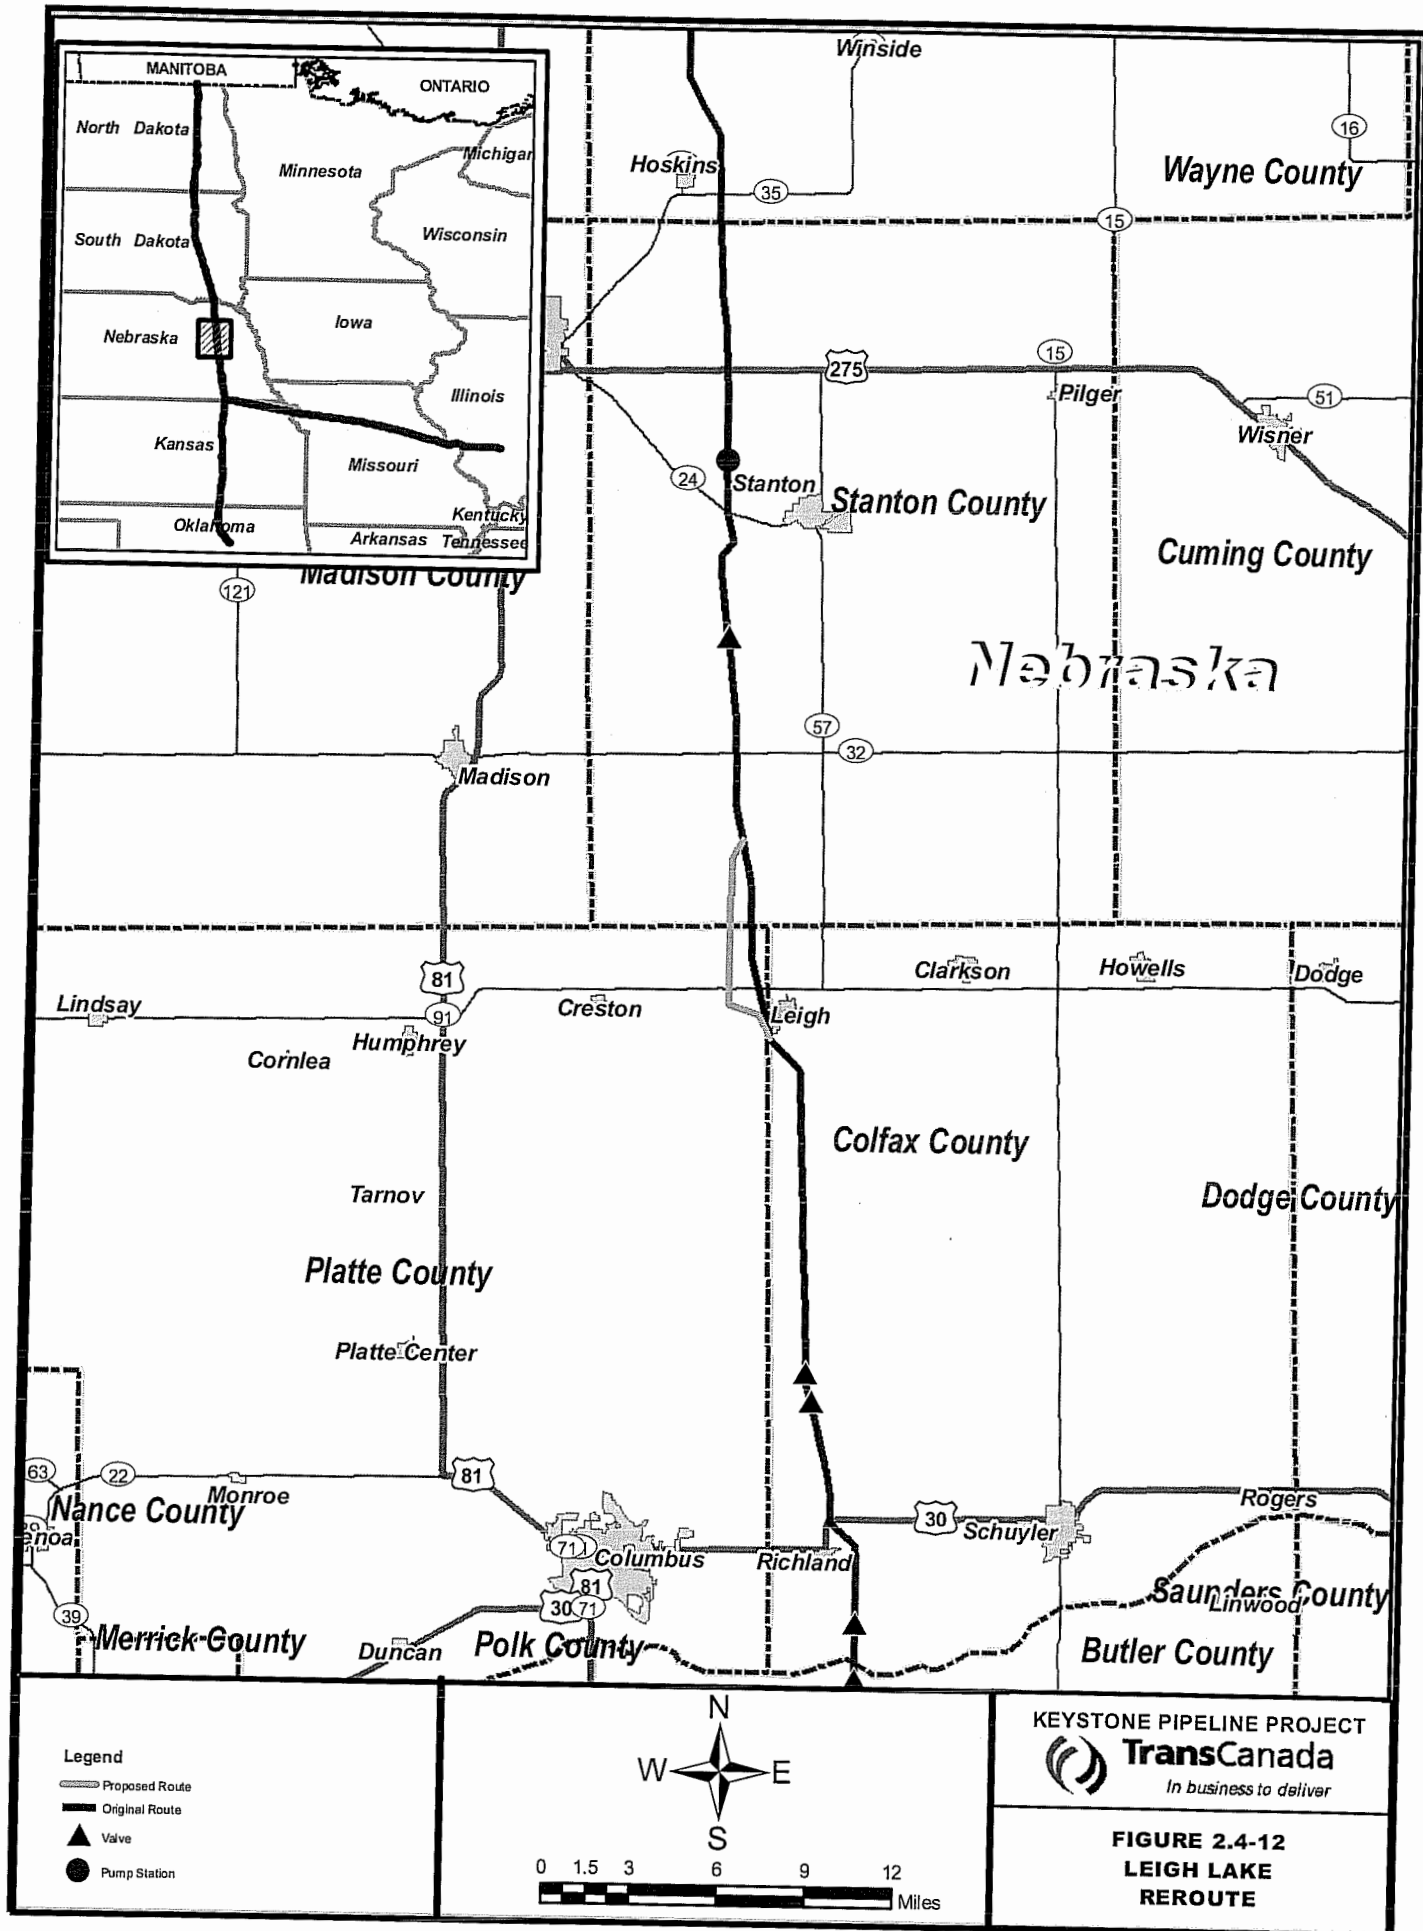 MANITOBA
ONTARIO
North Dakota
Minnesota
Michigan
South Dakota
Wisconsin
Nebraska
Iowa
Illinois
Kansas
Missouri
Kentucky
Oklahoma
Arkansas
Tennessee
Winside
16
Hoskins
Wayne County
35
15
275
15
Pilger
51
Wisner
24
Stanton
Stanton County
Cuming County
Madison County
121
Nebraska
57
32
Madison
81
Clarkson
Howells
Dodge
Lindsay
91
Creston
Leigh
Humphrey
Cornlea
Colfax County
Tarnov
Dodge County
Platte County
Platte Center
63
22
81
Monroe
Nance County
Rogers
30
Schuyler
enoa
71
Columbus
Richland
81
30
71
Saunders County
Linwood
39
Merrick County
Duncan
Polk County
Butler County
Legend
Proposed Route
Original Route
Valve
Pump Station
N
W
E
S
0 1.5 3 6 9 12
Miles
KEYSTONE PIPELINE PROJECT
TransCanada
In business to deliver
FIGURE 2.4-12
LEIGH LAKE
REROUTE